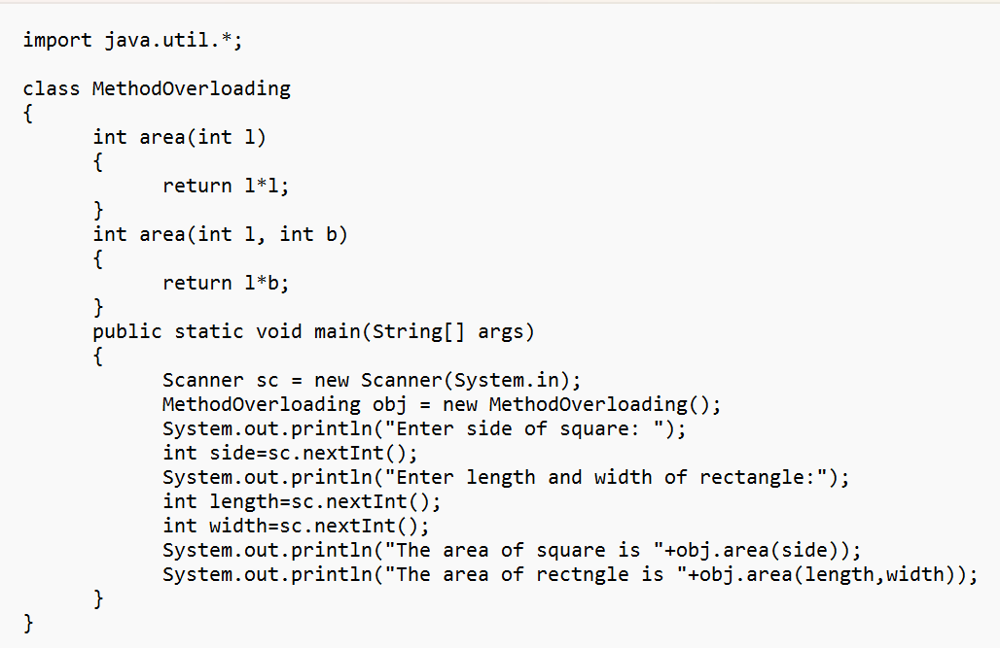 import java.util.*;
class MethodOverloading
{
int area(int l)
{
return l*l;
}
int area(int l, int b)
{
return l*b;
}
public static void main(String[] args)
{
Scanner sc = new Scanner(System.in);
MethodOverloading obj = new MethodOverloading();
System.out.println("Enter side of square: ");
int side=sc.nextInt();
System.out.println("Enter length and width of rectangle:");
int length=sc.nextInt();
int width=sc.nextInt();
System.out.println("The area of square is "+obj.area(side));
System.out.println("The area of rectngle is "+obj.area(length,width));
}
}